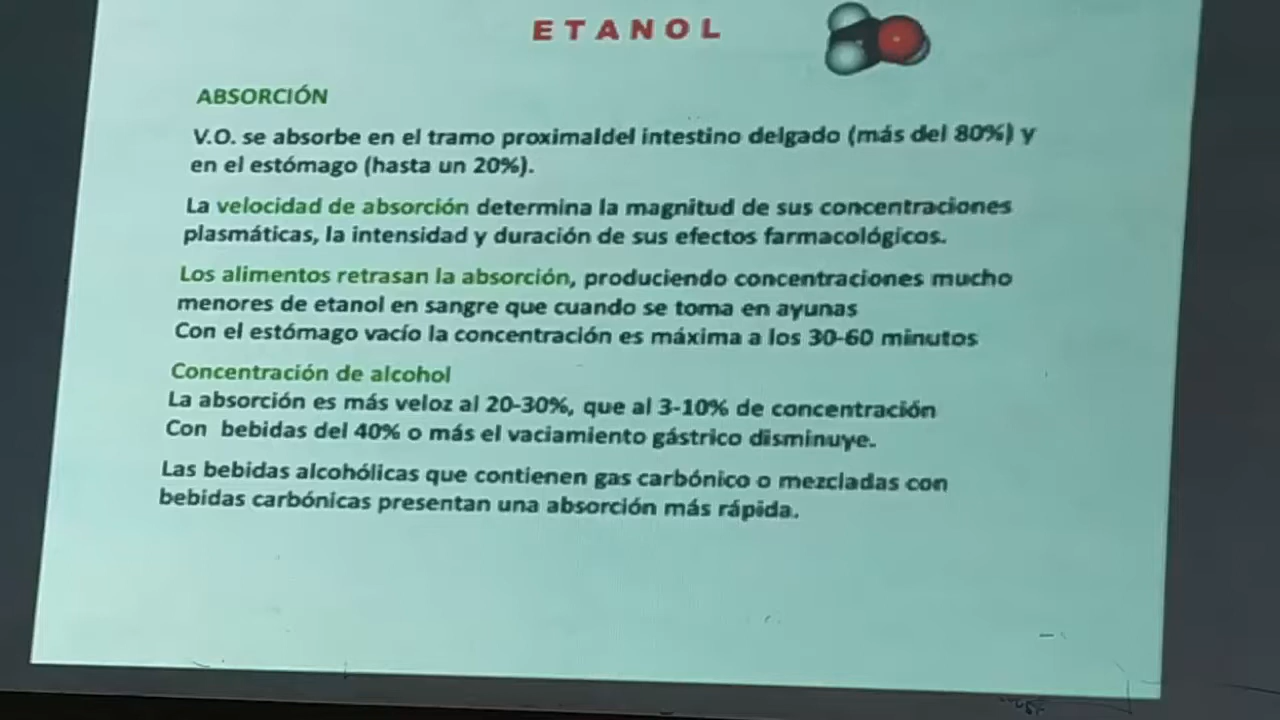 ETANOL
ABSORCIÓN
V.O. se absorbe en el tramo proximaldel intestino delgado (más del 80%) y
en el estómago (hasta un 20%).
La velocidad de absorción determina la magnitud de sus concentraciones
plasmáticas, la intensidad y duración de sus efectos farmacológicos.
Los alimentos retrasan la absorción, produciendo concentraciones mucho
menores de etanol en sangre que cuando se toma en ayunas
Con el estómago vacío la concentración es máxima a los 30-60 minutos
Concentración de alcohol
La absorción es más veloz al 20-30%, que al 3-10% de concentración
Con bebidas del 40% o más el vaciamiento gástrico disminuye.
Las bebidas alcohólicas que contienen gas carbónico o mezcladas con
bebidas carbónicas presentan una absorción más rápida.